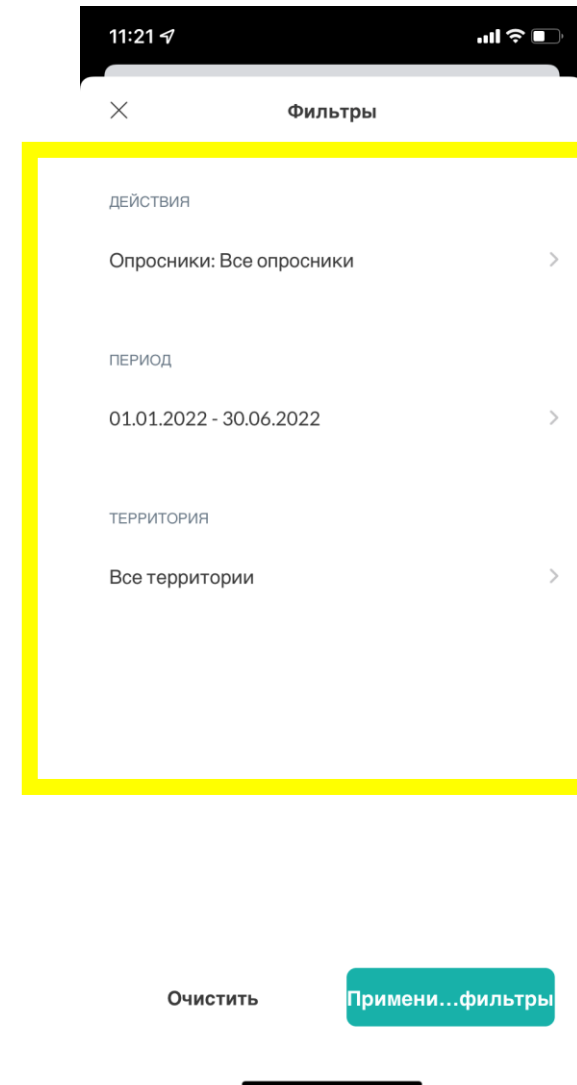 11:21
Фильтры
ДЕЙСТВИЯ
Опросники: Все опросники
ПЕРИОД
01.01.2022 - 30.06.2022
ТЕРРИТОРИЯ
Все территории
Очистить
Примени...фильтры